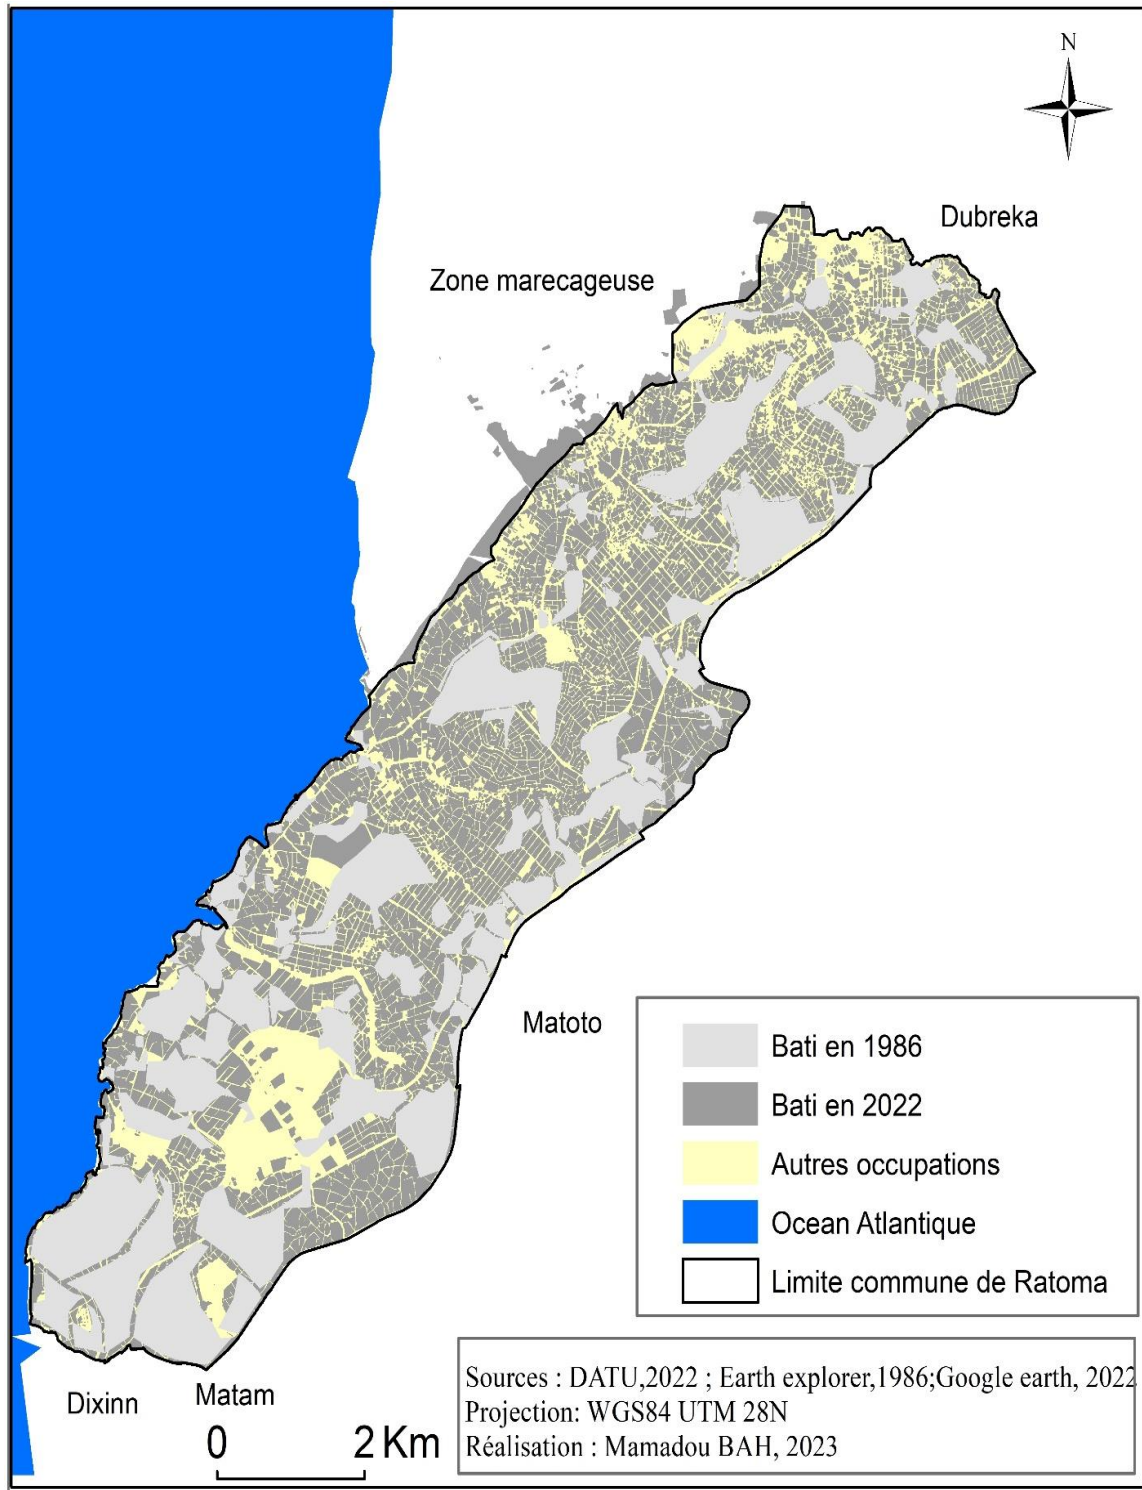 N
Dubreka
Zone marecageuse
Matoto
Bati en 1986
Bati en 2022
Autres occupations
Ocean Atlantique
Limite commune de Ratoma
Dixinn
Matam
0 2 Km
Sources : DATU,2022 ; Earth explorer,1986;Google earth, 2022
Projection: WGS84 UTM 28N
Réalisation : Mamadou BAH, 2023